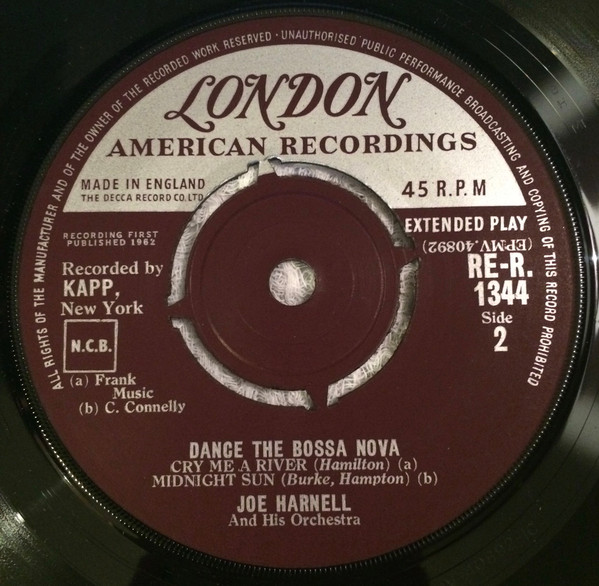 ALL RIGHTS OF THE MANUFACTURER AND OF THE OWNER OF THE RECORDED WORK RESERVED · UNAUTHORISED PUBLIC PERFORMANCE BROADCASTING AND COPYING OF THIS RECORD PROHIBITED
LONDON
AMERICAN RECORDINGS
MADE IN ENGLAND
THE DECCA RECORD CO. LTD.
45 R.P.M
RECORDING FIRST
PUBLISHED 1962
EXTENDED PLAY
(EPMV-40892)
Recorded by
KAPP,
New York
RE-R.
1344
Side
2
N.C.B.
(a) Frank
Music
(b) C. Connelly
DANCE THE BOSSA NOVA
CRY ME A RIVER (Hamilton) (a)
MIDNIGHT SUN (Burke, Hampton) (b)
JOE HARNELL
And His Orchestra